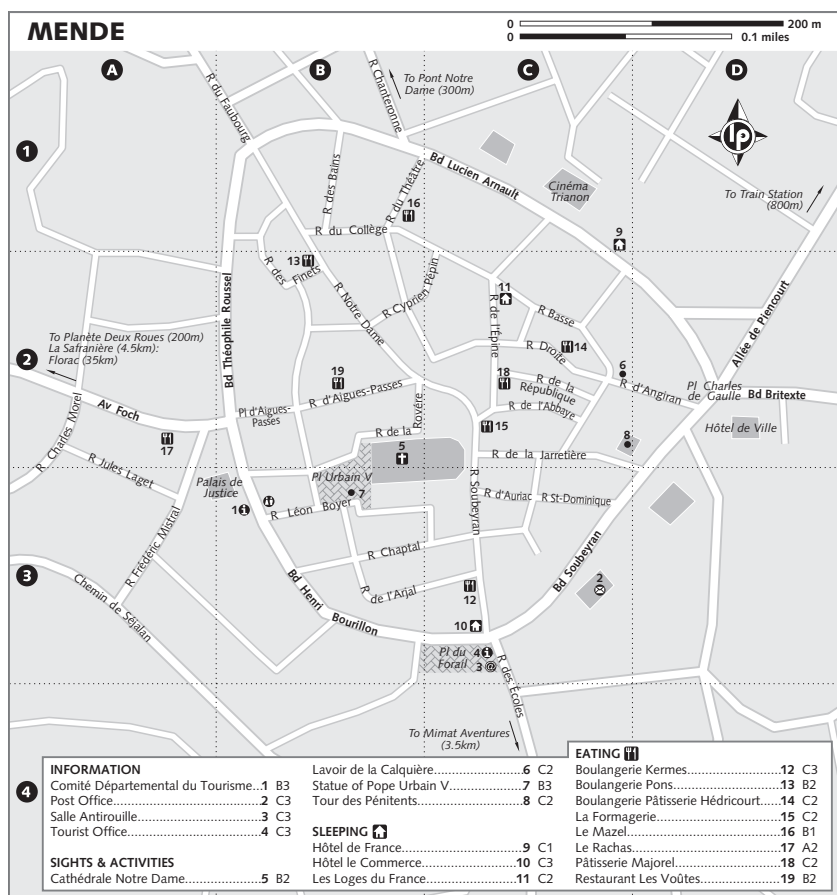 MENDE
0 200 m
0 0.1 miles
A
B
C
D
1
2
3
4
lp
R du Faubourg
R Chanteronne
To Pont Notre
Dame (300m)
Bd Lucien Arnault
R des Bains
R du Théâtre
16
R du Collège
Cinéma
Trianon
To Train Station
(800m)
9
13
R des Finets
R Notre Dame
R Cyprien Pépin
11
R de l'Épine
R Basse
14
R Droite
Bd Théophile Roussel
Allée de Piencourt
To Planète Deux Roues (200m)
La Safranière (4.5km):
Florac (35km)
19
18
R de la
République
6
R d'Angiran
Pl Charles
de Gaulle
Bd Britexte
Av Foch
Pl d'Aigues-
Passes
R d'Aigues-Passes
R de la Rovère
R de l'Abbaye
15
8
Hôtel de Ville
R Charles Morel
17
5
R de la Jarretière
R Jules Laget
Palais de
Justice
Pl Urbain V
7
R Soubeyran
R d'Auriac
R St-Dominique
1
R Léon Boyer
R Frédéric Mistral
R Chaptal
Bd Soubeyran
2
Chemin de Séjalan
Bd Henri Bourillon
R de l'Arjal
12
10
Pl du
Forail
4
3
@
R des Écoles
To Mimat Aventures
(3.5km)
INFORMATION
Comité Départemental du Tourisme..1 B3
Post Office..................................2 C3
Salle Antirouille...........................3 C3
Tourist Office..............................4 C3
SIGHTS & ACTIVITIES
Cathédrale Notre Dame.................5 B2
Lavoir de la Calquière....................6 C2
Statue of Pope Urbain V.................7 B3
Tour des Pénitents........................8 C2
SLEEPING
Hôtel de France...........................9 C1
Hôtel le Commerce......................10 C3
Les Loges du France....................11 C2
EATING
Boulangerie Kermes.....................12 C3
Boulangerie Pons........................13 B2
Boulangerie Pâtisserie Hédricourt....14 C2
La Formagerie............................15 C2
Le Mazel...................................16 B1
Le Rachas.................................17 A2
Pâtisserie Majorel.......................18 C2
Restaurant Les Voûtes.................19 B2